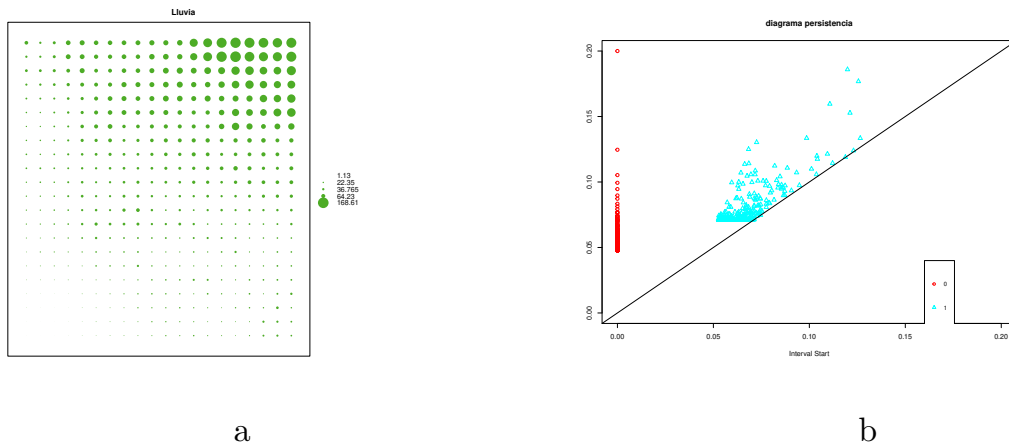 Lluvia
1.13
22.35
36.765
64.23
168.61
a
diagrama persistencia
0.20
0.15
0.10
0.05
0.00
0
1
0.00 0.05 0.10 0.15 0.20
Interval Start
b